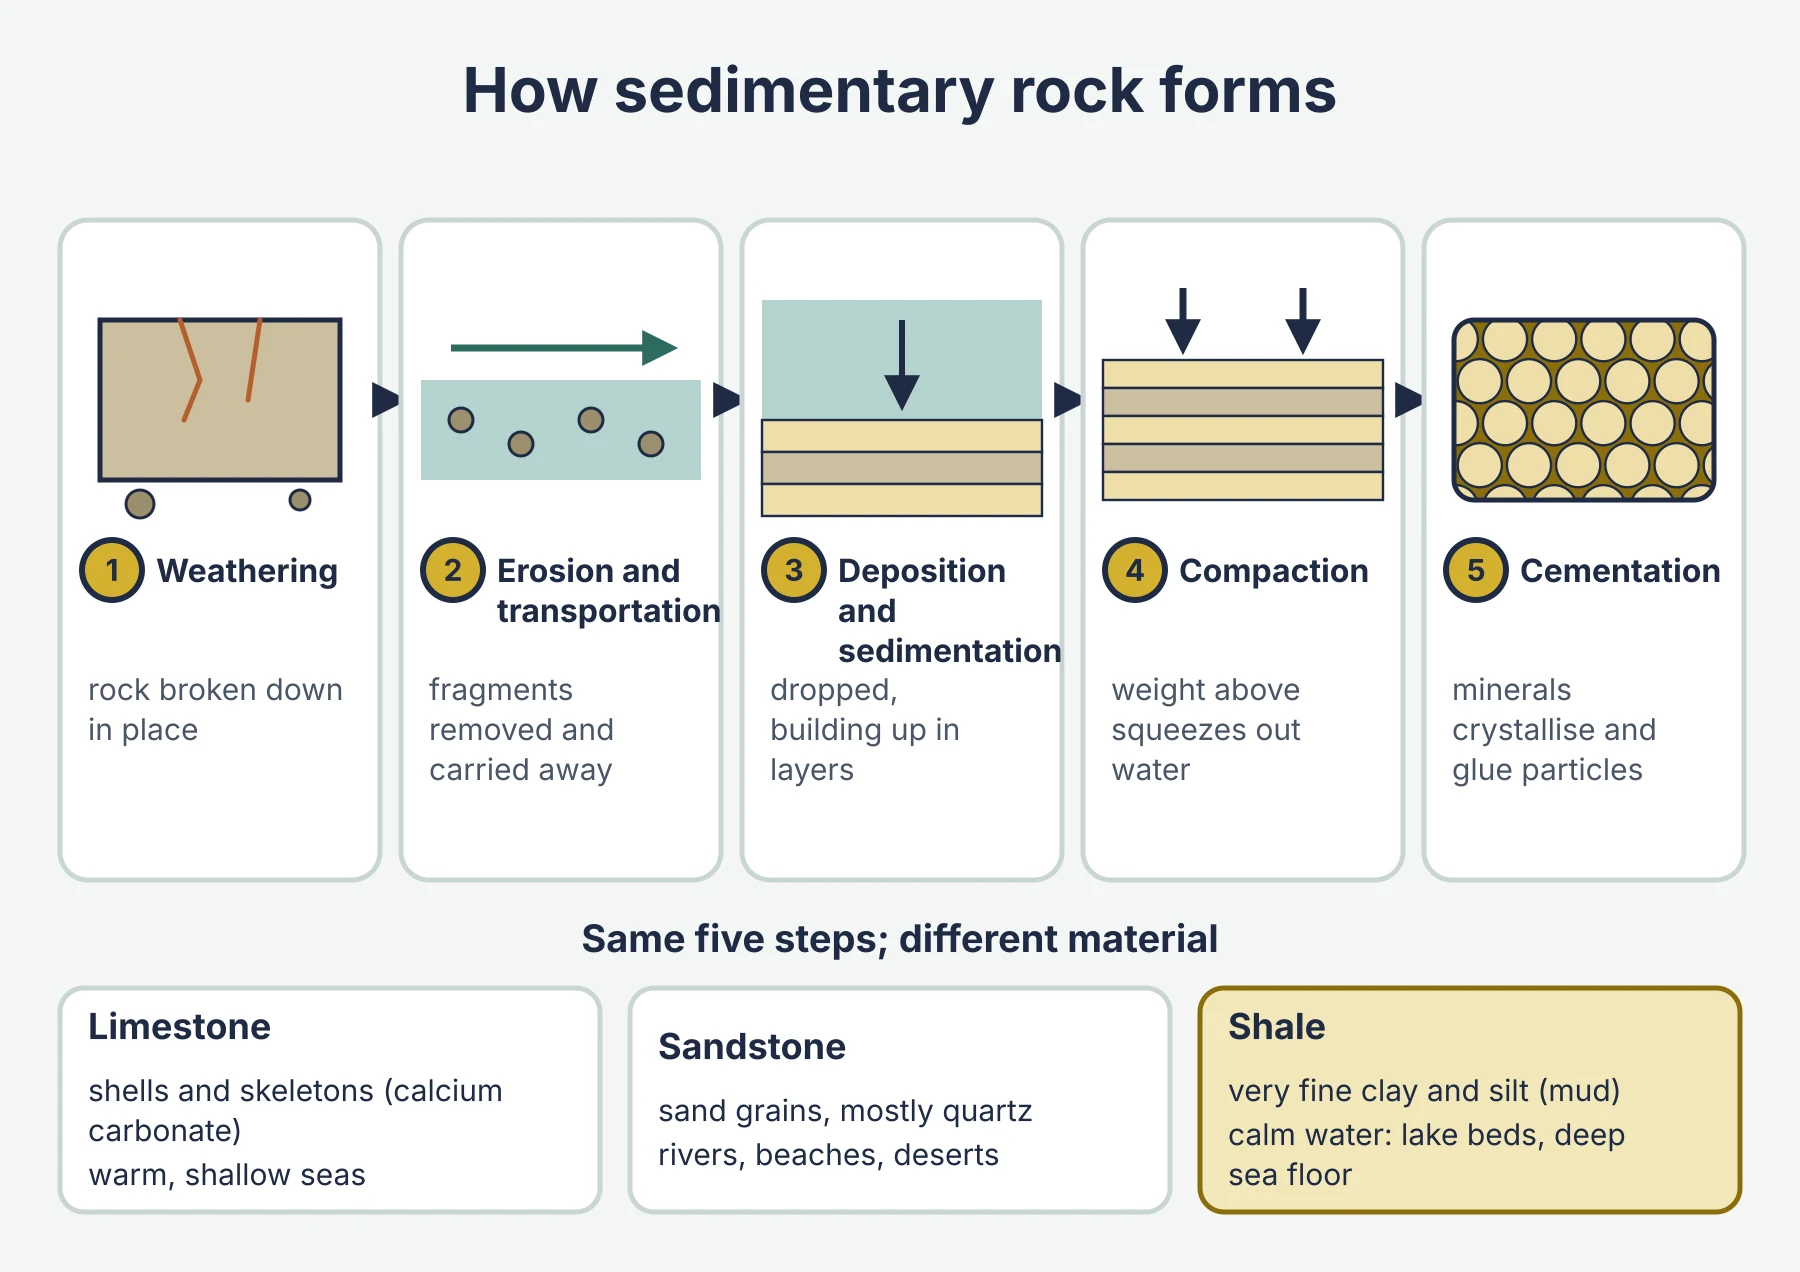 How sedimentary rock forms
1 Weathering
rock broken down
in place
2 Erosion and
transportation
fragments
removed and
carried away
3 Deposition
and
sedimentation
dropped,
building up in
layers
4 Compaction
weight above
squeezes out
water
5 Cementation
minerals
crystallise and
glue particles
Same five steps; different material
Limestone
shells and skeletons (calcium
carbonate)
warm, shallow seas
Sandstone
sand grains, mostly quartz
rivers, beaches, deserts
Shale
very fine clay and silt (mud)
calm water: lake beds, deep
sea floor